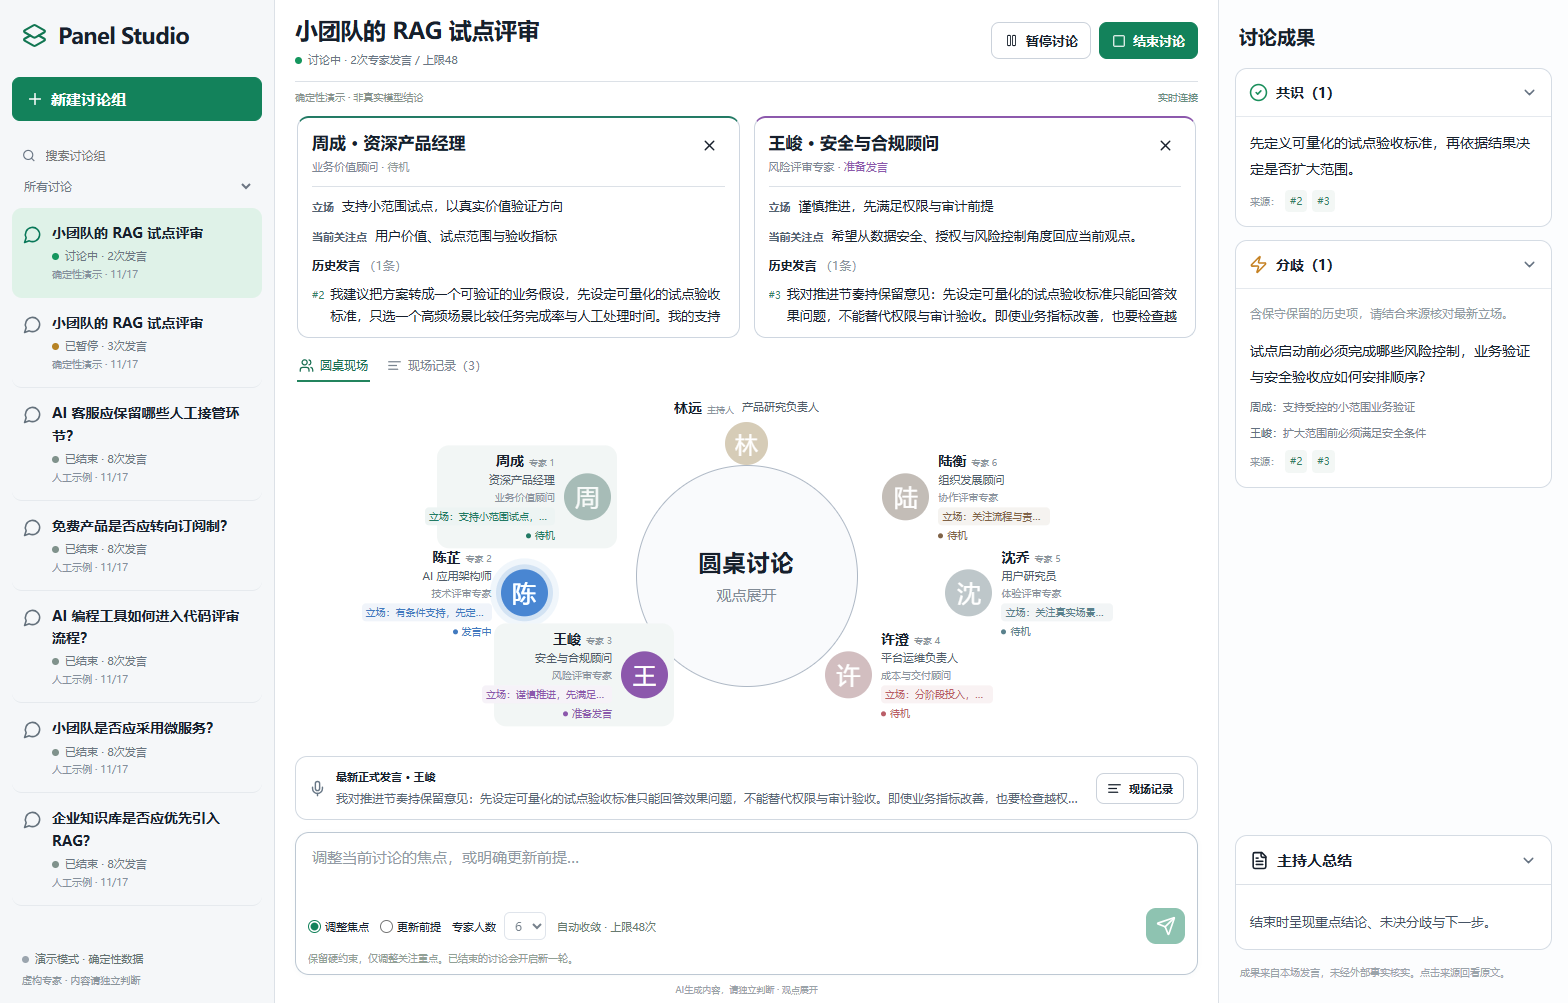 Panel Studio
新建讨论组
搜索讨论组
所有讨论
小团队的 RAG 试点评审
讨论中 · 2次发言
确定性演示 · 11/17
小团队的 RAG 试点评审
已暂停 · 3次发言
确定性演示 · 11/17
AI 客服应保留哪些人工接管环
节?
已结束 · 8次发言
人工示例 · 11/17
免费产品是否应转向订阅制?
已结束 · 8次发言
人工示例 · 11/17
AI 编程工具如何进入代码评审
流程?
已结束 · 8次发言
人工示例 · 11/17
小团队是否应采用微服务?
已结束 · 8次发言
人工示例 · 11/17
企业知识库是否应优先引入
RAG?
已结束 · 8次发言
人工示例 · 11/17
演示模式 · 确定性数据
虚构专家 · 内容请独立判断
小团队的 RAG 试点评审
讨论中 · 2次专家发言 / 上限48
暂停讨论
结束讨论
确定性演示 · 非真实模型结论
实时连接
周成 · 资深产品经理
业务价值顾问 · 待机
立场 支持小范围试点，以真实价值验证方向
当前关注点 用户价值、试点范围与验收指标
历史发言 （1条）
#2 我建议把方案转成一个可验证的业务假设，先设定可量化的试点验收
标准，只选一个高频场景比较任务完成率与人工处理时间。我的支持
王峻 · 安全与合规顾问
风险评审专家 · 准备发言
立场 谨慎推进，先满足权限与审计前提
当前关注点 希望从数据安全、授权与风险控制角度回应当前观点。
历史发言 （1条）
#3 我对推进节奏持保留意见：先设定可量化的试点验收标准只能回答效
果问题，不能替代权限与审计验收。即使业务指标改善，也要检查越
圆桌现场
现场记录（3）
林远 主持人 产品研究负责人
林
周成 专家 1
资深产品经理
业务价值顾问
立场：支持小范围试点，...
待机
周
陈芷 专家 2
AI 应用架构师
技术评审专家
立场：有条件支持，先定...
发言中
陈
王峻 专家 3
安全与合规顾问
风险评审专家
立场：谨慎推进，先满足...
准备发言
王
圆桌讨论
观点展开
陆
陆衡 专家 6
组织发展顾问
协作评审专家
立场：关注流程与责...
待机
沈
沈乔 专家 5
用户研究员
体验评审专家
立场：关注真实场景...
待机
许
许澄 专家 4
平台运维负责人
成本与交付顾问
立场：分阶段投入，...
待机
最新正式发言 · 王峻
我对推进节奏持保留意见：先设定可量化的试点验收标准只能回答效果问题，不能替代权限与审计验收。即使业务指标改善，也要检查越权...
现场记录
调整当前讨论的焦点，或明确更新前提...
调整焦点 更新前提 专家人数 6 自动收敛 · 上限48次
保留硬约束，仅调整关注重点。已结束的讨论会开启新一轮。
AI生成内容，请独立判断 · 观点展开
讨论成果
共识（1）
先定义可量化的试点验收标准，再依据结果决
定是否扩大范围。
来源： #2 #3
分歧（1）
含保守保留的历史项，请结合来源核对最新立场。
试点启动前必须完成哪些风险控制，业务验证
与安全验收应如何安排顺序?
周成：支持受控的小范围业务验证
王峻：扩大范围前必须满足安全条件
来源： #2 #3
主持人总结
结束时呈现重点结论、未决分歧与下一步。
成果来自本场发言，未经外部事实核实。点击来源回看原文。